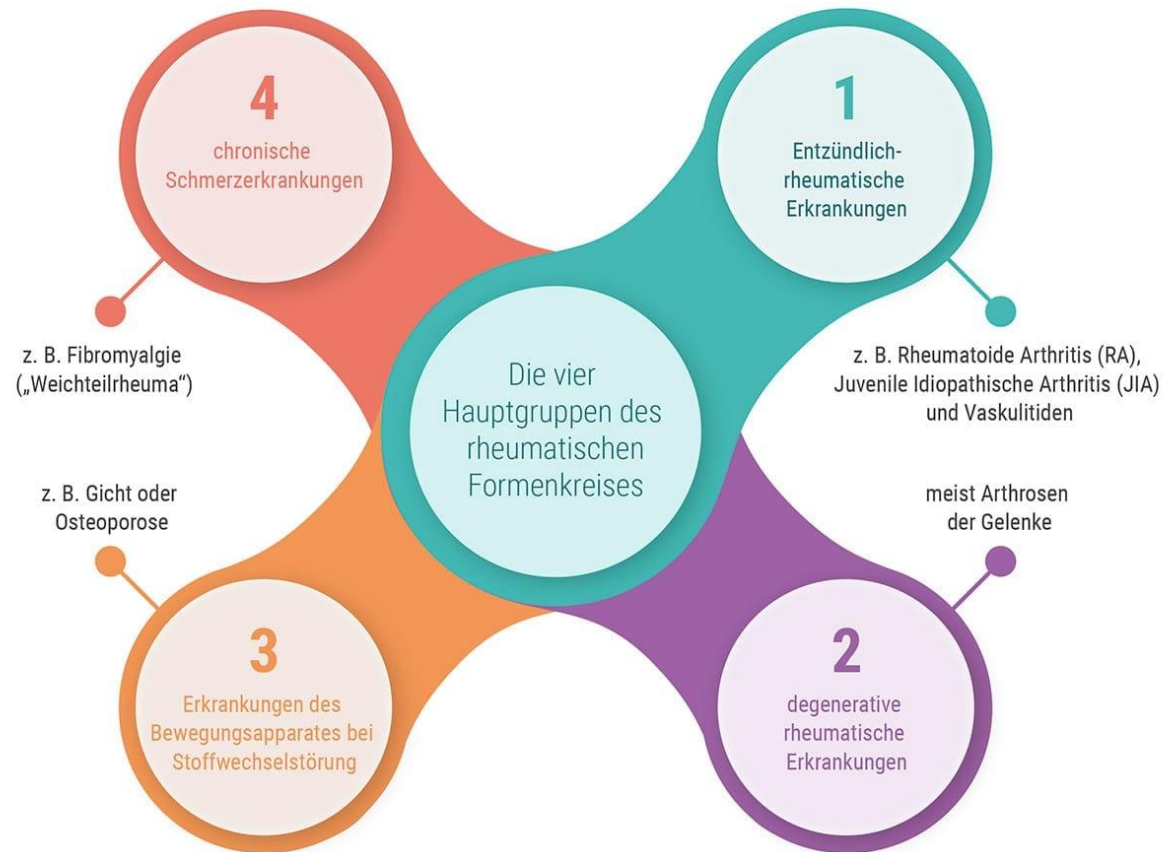 Die vier
Hauptgruppen des
rheumatischen
Formenkreises
1
Entzündlich-
rheumatische
Erkrankungen
z. B. Rheumatoide Arthritis (RA),
Juvenile Idiopathische Arthritis (JIA)
und Vaskulitiden
2
degenerative
rheumatische
Erkrankungen
meist Arthrosen
der Gelenke
3
Erkrankungen des
Bewegungsapparates bei
Stoffwechselstörung
z. B. Gicht oder
Osteoporose
4
chronische
Schmerzerkrankungen
z. B. Fibromyalgie
(„Weichteilrheuma“)